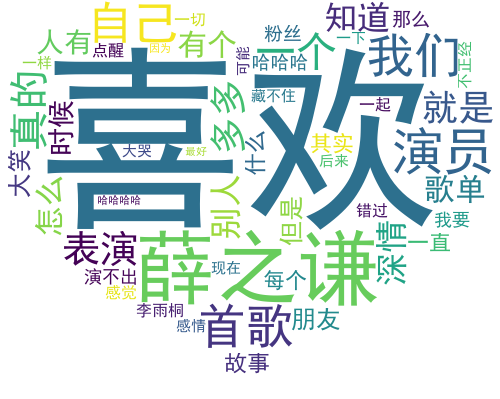 自己
一切
知道
那么
粉丝
人有
点醒
有个
一个
一下
我们
因为
一样
真的
喜欢
哈哈哈
可能
不正经
多多
藏不住
一起
就是
时候
大笑
大哭
最好
什么
其实
后来
演员
怎么
别人
哈哈哈哈
错过
但是
歌单
我要
表演
薛之谦
深情
一直
演不出
现在
每个
感觉
李雨桐
首歌
朋友
感情
故事